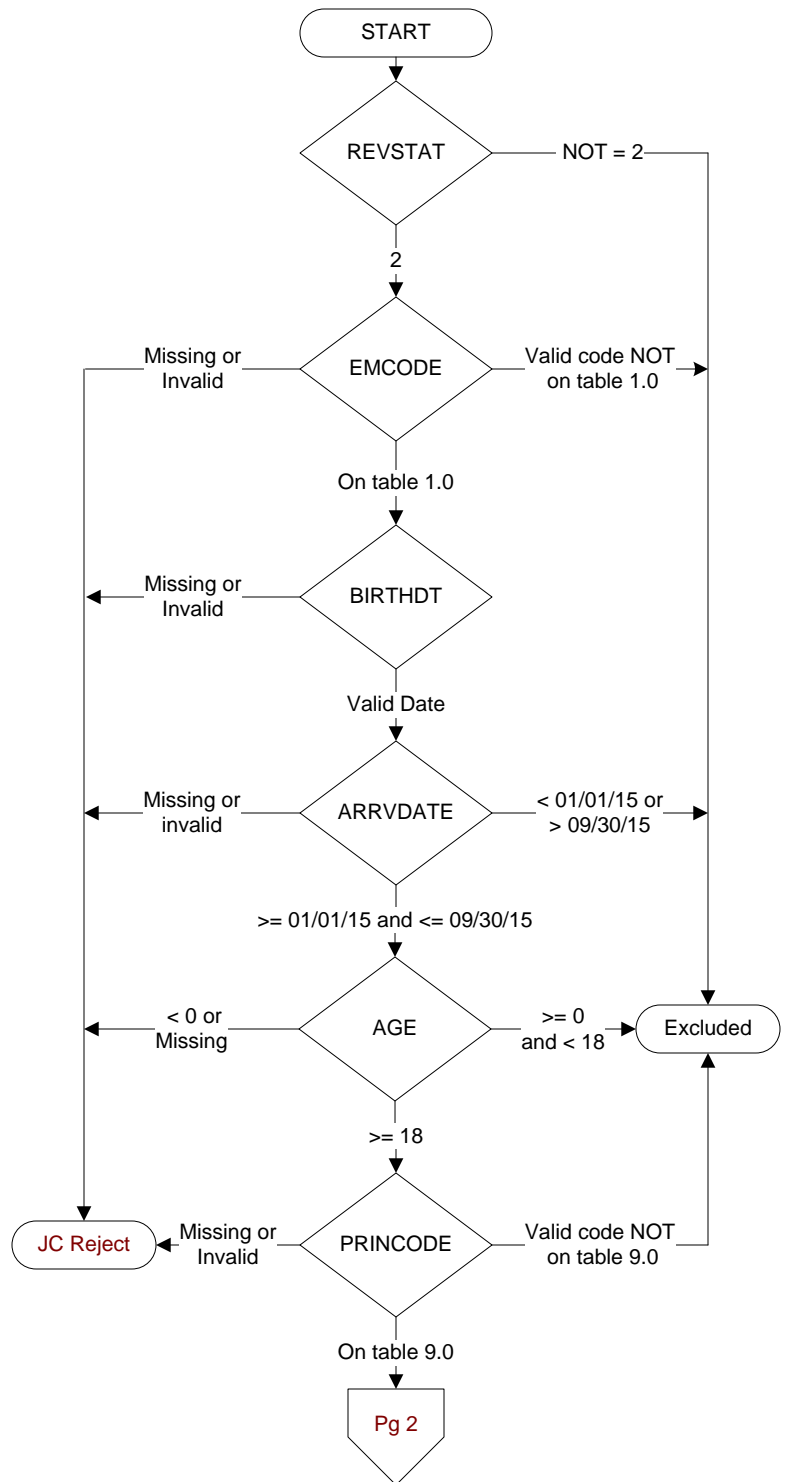 START
REVSTAT
NOT = 2
2
Missing or
Invalid
EMCODE
Valid code NOT
on table 1.0
On table 1.0
Missing or
Invalid
BIRTHDT
Valid Date
Missing or
invalid
ARRVDATE
< 01/01/15 or
> 09/30/15
>= 01/01/15 and <= 09/30/15
< 0 or
Missing
AGE
>= 0
and < 18
Excluded
>= 18
JC Reject
Missing or
Invalid
PRINCODE
Valid code NOT
on table 9.0
On table 9.0
Pg 2